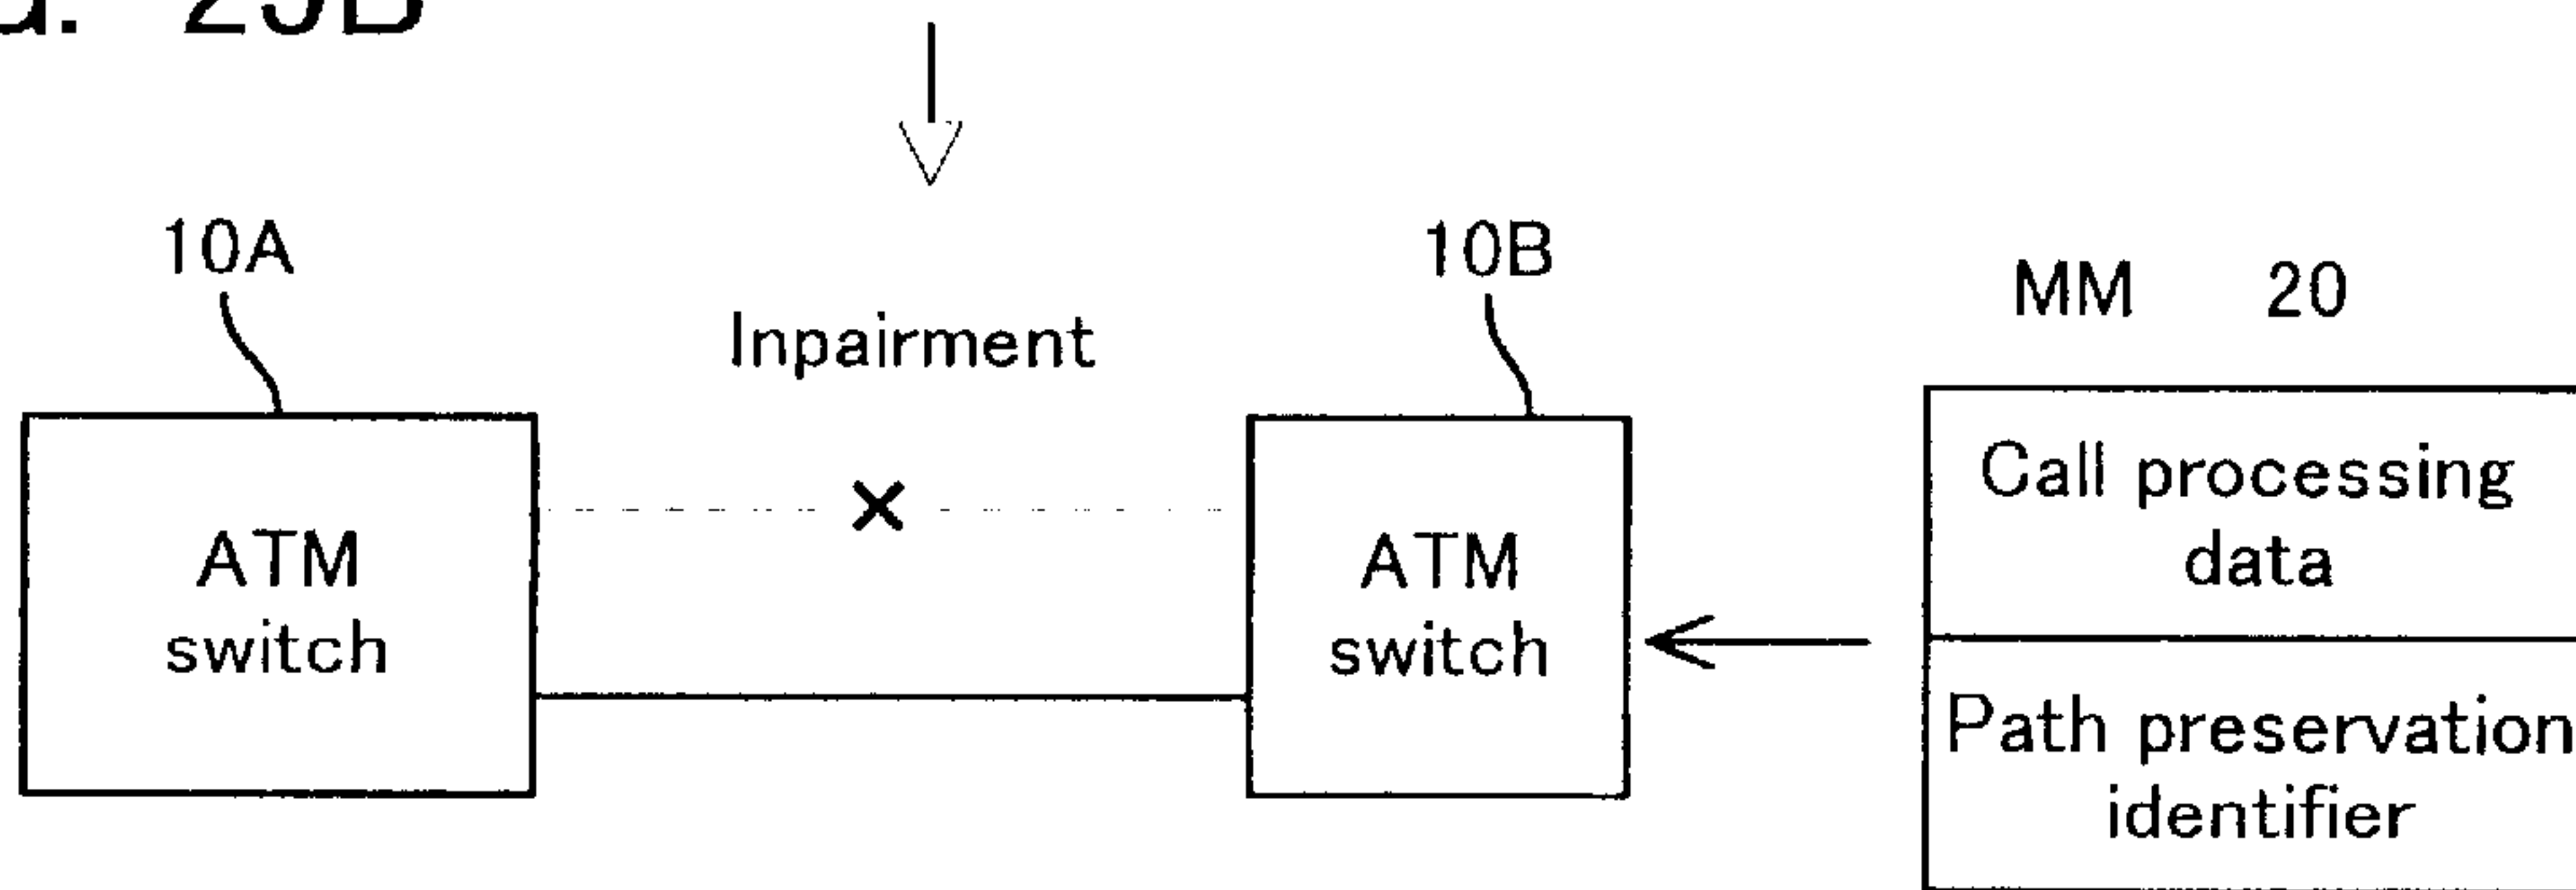 10A
10B
MM 20
Inpairment
ATM
switch
ATM
switch
Call processing
data
Path preservation
identifier